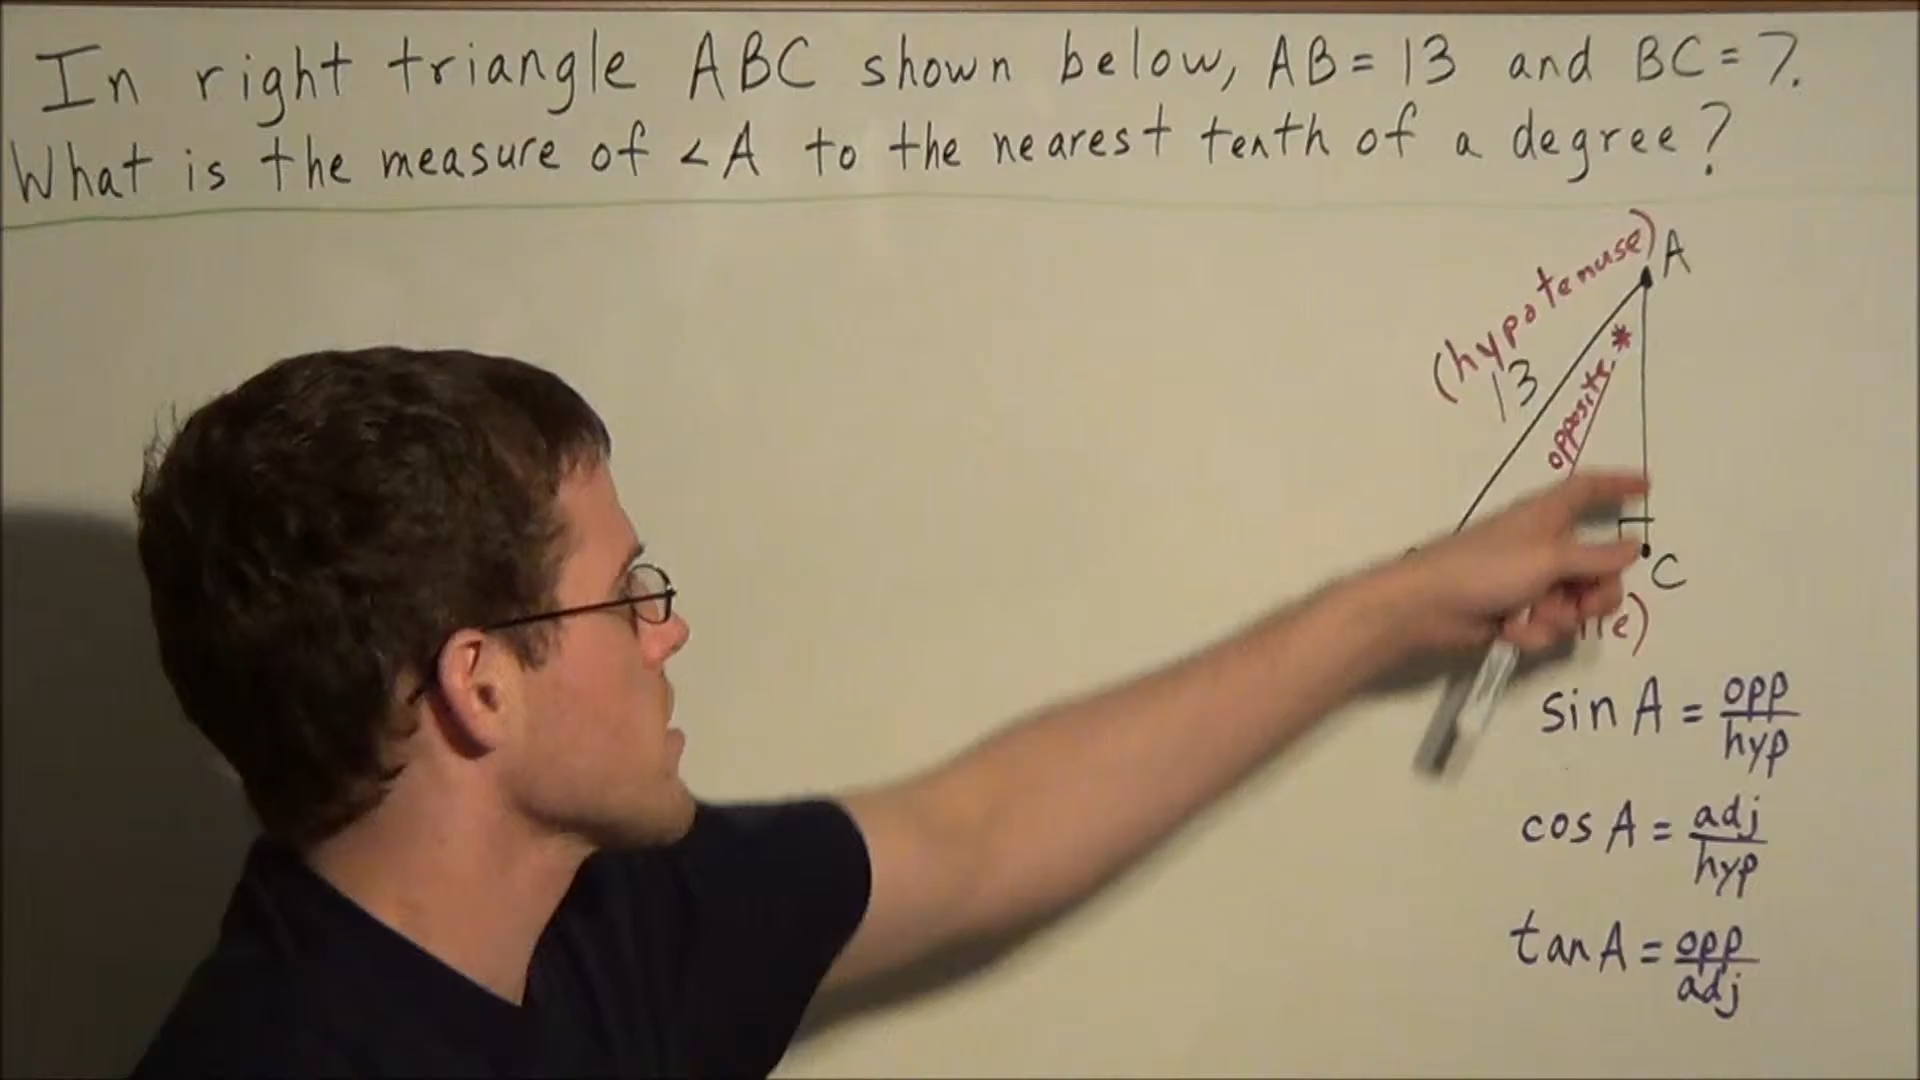 In right triangle ABC shown below, AB = 13 and BC = 7.
What is the measure of <A to the nearest tenth of a degree?
A
(hypotenuse)
13
*
opposite
C
sin A = opp/hyp
cos A = adj/hyp
tan A = opp/adj